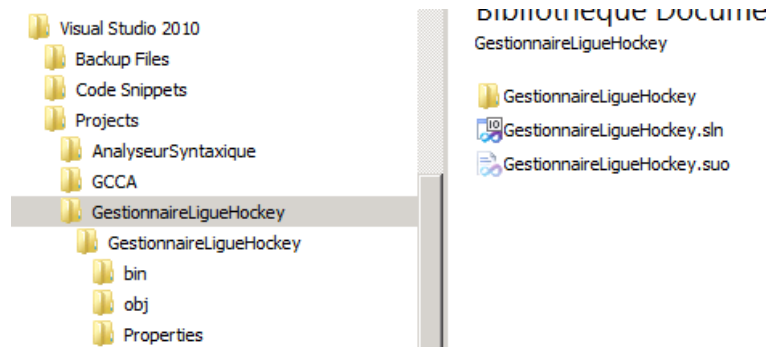 Visual Studio 2010
Backup Files
Code Snippets
Projects
AnalyseurSyntaxique
GCCA
GestionnaireLigueHockey
GestionnaireLigueHockey
bin
obj
Properties
Bibliothèque Docume
GestionnaireLigueHockey
GestionnaireLigueHockey
GestionnaireLigueHockey.sln
GestionnaireLigueHockey.suo